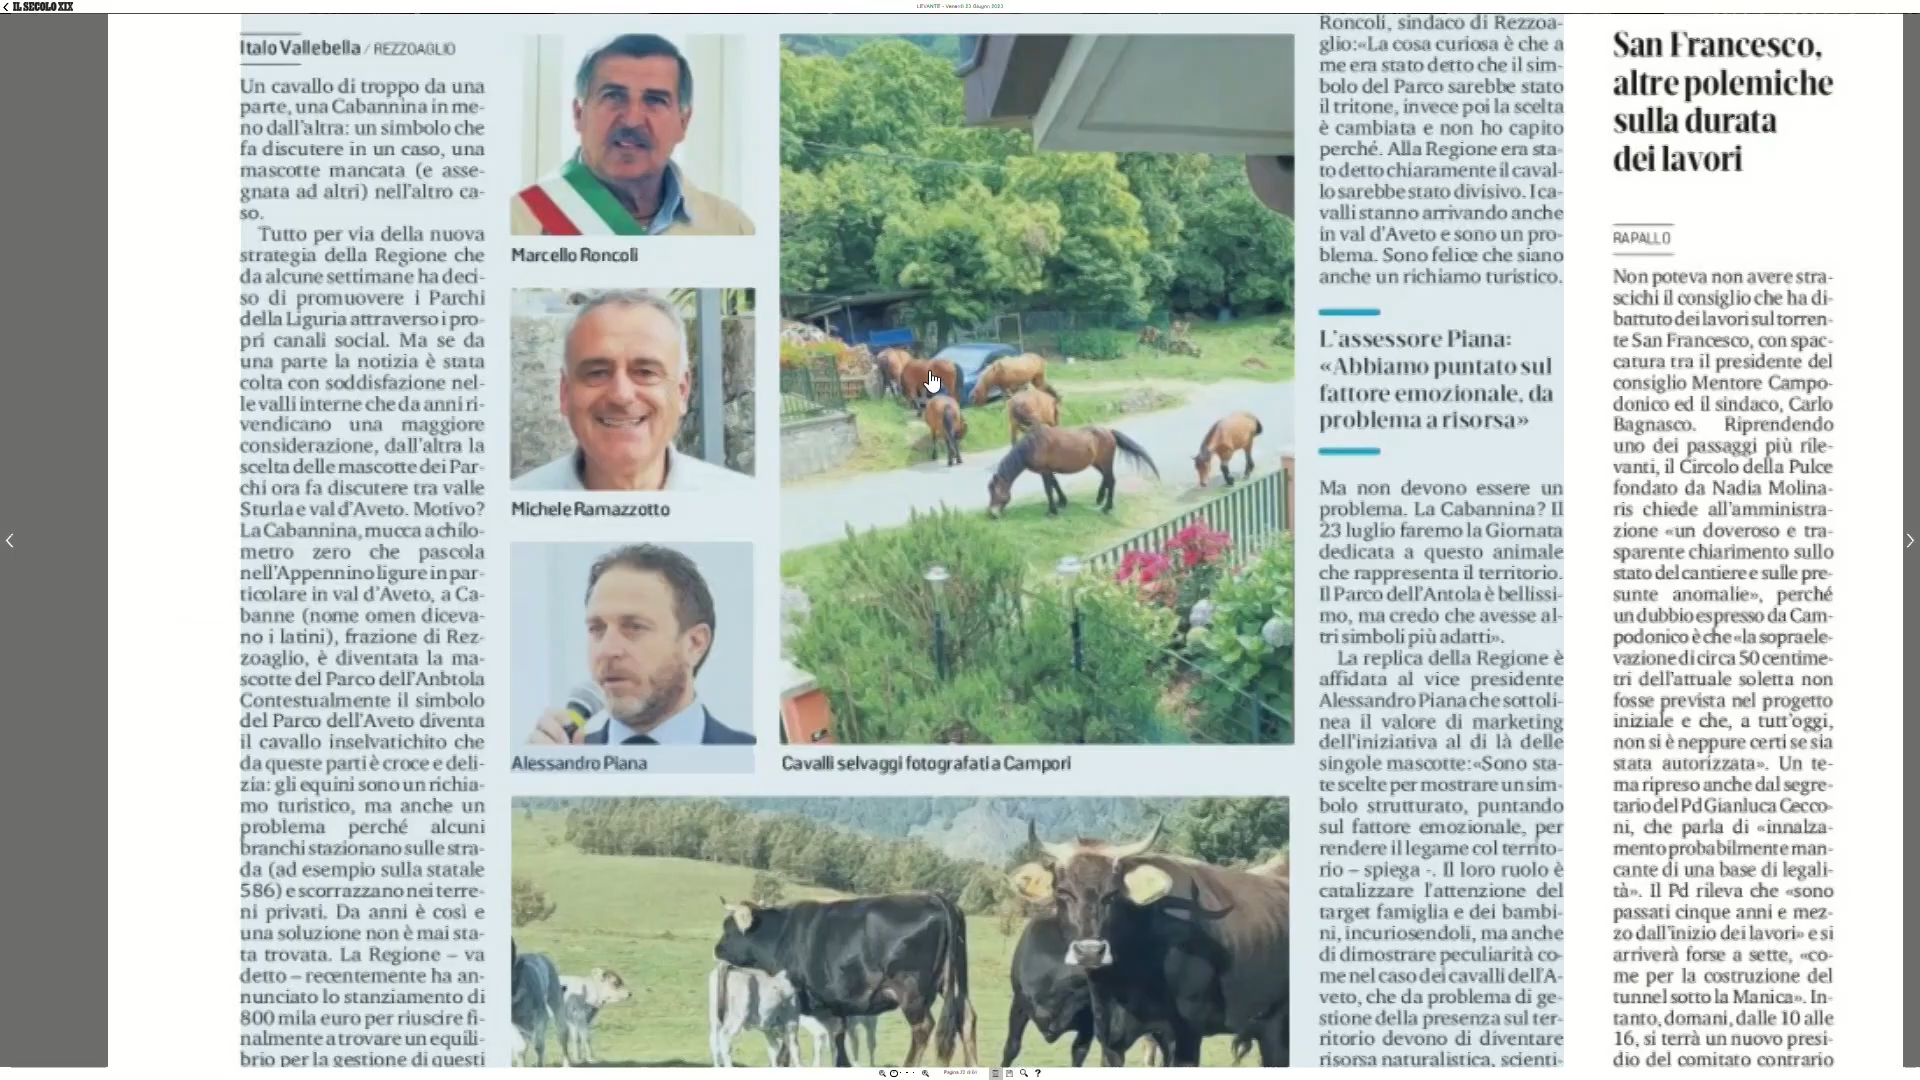 IL SECOLO XIX
LEVANTE - Venerdì 23 Giugno 2023
Italo Vallebella / REZZOAGLIO
Un cavallo di troppo da una
parte, una Cabannina in me-
no dall'altra: un simbolo che
fa discutere in un caso, una
mascotte mancata (e asse-
gnata ad altri) nell'altro ca-
so.
Tutto per via della nuova
strategia della Regione che
da alcune settimane ha deci-
so di promuovere i Parchi
della Liguria attraverso i pro-
pri canali social. Ma se da
una parte la notizia è stata
colta con soddisfazione nel-
le valli interne che da anni ri-
vendicano una maggiore
considerazione, dall'altra la
scelta delle mascotte dei Par-
chi ora fa discutere tra valle
Sturla e val d'Aveto. Motivo?
La Cabannina, mucca a chilo-
metro zero che pascola
nell'Appennino ligure in par-
ticolare in val d'Aveto, a Ca-
banne (nome omen diceva-
no i latini), frazione di Rez-
zoaglio, è diventata la ma-
scotte del Parco dell'Anbtola
Contestualmente il simbolo
del Parco dell'Aveto diventa
il cavallo inselvatichito che
da queste parti è croce e deli-
zia: gli equini sono un richia-
mo turistico, ma anche un
problema perché alcuni
branchi stazionano sulle stra-
da (ad esempio sulla statale
586) e scorrazzano nei terre-
ni privati. Da anni è così e
una soluzione non è mai sta-
ta trovata. La Regione – va
detto – recentemente ha an-
nunciato lo stanziamento di
800 mila euro per riuscire fi-
nalmente a trovare un equili-
brio per la gestione di questi
Marcello Roncoli
Michele Ramazzotto
Alessandro Piana
Cavalli selvaggi fotografati a Campori
Roncoli, sindaco di Rezzoa-
glio:«La cosa curiosa è che a
me era stato detto che il sim-
bolo del Parco sarebbe stato
il tritone, invece poi la scelta
è cambiata e non ho capito
perché. Alla Regione era sta-
to detto chiaramente il caval-
lo sarebbe stato divisivo. I ca-
valli stanno arrivando anche
in val d'Aveto e sono un pro-
blema. Sono felice che siano
anche un richiamo turistico.
L'assessore Piana:
«Abbiamo puntato sul
fattore emozionale, da
problema a risorsa»
Ma non devono essere un
problema. La Cabannina? Il
23 luglio faremo la Giornata
dedicata a questo animale
che rappresenta il territorio.
Il Parco dell'Antola è bellissi-
mo, ma credo che avesse al-
tri simboli più adatti».
La replica della Regione è
affidata al vice presidente
Alessandro Piana che sottoli-
nea il valore di marketing
dell'iniziativa al di là delle
singole mascotte:«Sono sta-
te scelte per mostrare un sim-
bolo strutturato, puntando
sul fattore emozionale, per
rendere il legame col territo-
rio – spiega -. Il loro ruolo è
catalizzare l'attenzione del
target famiglia e dei bambi-
ni, incuriosendoli, ma anche
di dimostrare peculiarità co-
me nel caso dei cavalli dell'A-
veto, che da problema di ge-
stione della presenza sul ter-
ritorio devono di diventare
risorsa naturalistica, scienti-
San Francesco,
altre polemiche
sulla durata
dei lavori
RAPALLO
Non poteva non avere stra-
scichi il consiglio che ha di-
battuto dei lavori sul torren-
te San Francesco, con spac-
catura tra il presidente del
consiglio Mentore Campo-
donico ed il sindaco, Carlo
Bagnasco. Riprendendo
uno dei passaggi più rile-
vanti, il Circolo della Pulce
fondato da Nadia Molina-
ris chiede all'amministra-
zione «un doveroso e tra-
sparente chiarimento sullo
stato del cantiere e sulle pre-
sunte anomalie», perché
un dubbio espresso da Cam-
podonico è che «la sopraele-
vazione di circa 50 centime-
tri dell'attuale soletta non
fosse prevista nel progetto
iniziale e che, a tutt'oggi,
non si è neppure certi se sia
stata autorizzata». Un te-
ma ripreso anche dal segre-
tario del Pd Gianluca Cecco-
ni, che parla di «innalza-
mento probabilmente man-
cante di una base di legali-
tà». Il Pd rileva che «sono
passati cinque anni e mez-
zo dall'inizio dei lavori» e si
arriverà forse a sette, «co-
me per la costruzione del
tunnel sotto la Manica». In-
tanto, domani, dalle 10 alle
16, si terrà un nuovo presi-
dio del comitato contrario